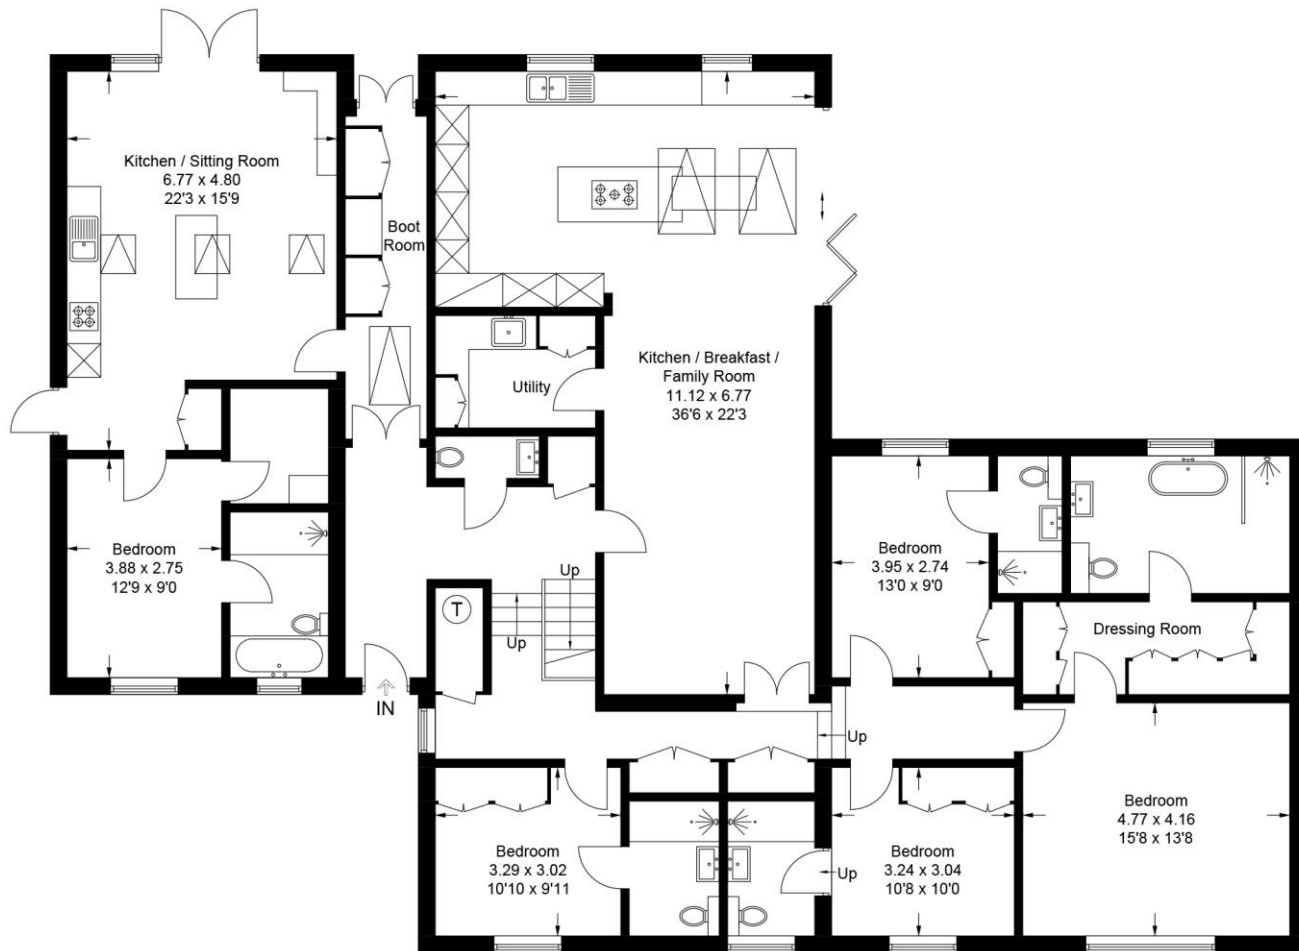 Kitchen / Sitting Room
6.77 x 4.80
22'3 x 15'9
Boot
Room
Kitchen / Breakfast /
Family Room
11.12 x 6.77
36'6 x 22'3
Utility
Bedroom
3.88 x 2.75
12'9 x 9'0
T
Up
Up
IN
Bedroom
3.95 x 2.74
13'0 x 9'0
Dressing Room
Up
Bedroom
3.29 x 3.02
10'10 x 9'11
Up
Bedroom
3.24 x 3.04
10'8 x 10'0
Bedroom
4.77 x 4.16
15'8 x 13'8